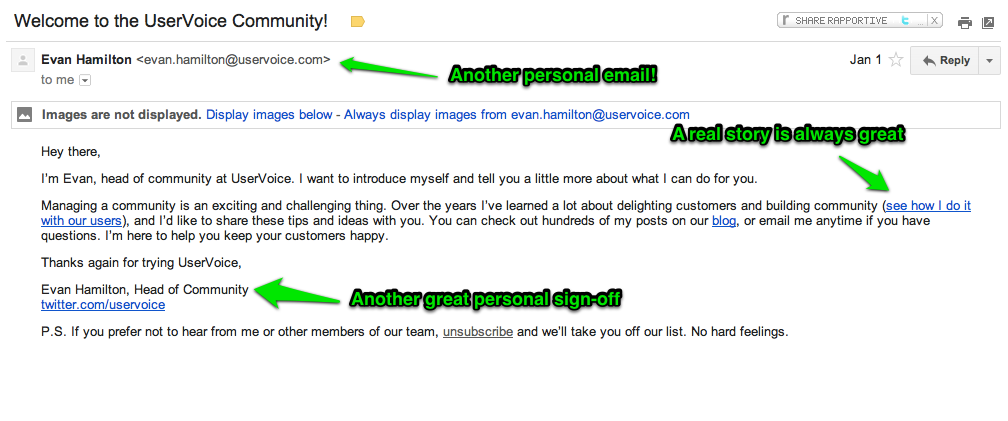 Welcome to the UserVoice Community!
SHARE RAPPORTIVE ... X
Evan Hamilton <evan.hamilton@uservoice.com>
Another personal email!
Jan 1
Reply
to me
Images are not displayed. Display images below - Always display images from evan.hamilton@uservoice.com
A real story is always great
Hey there,
I'm Evan, head of community at UserVoice. I want to introduce myself and tell you a little more about what I can do for you.
Managing a community is an exciting and challenging thing. Over the years I've learned a lot about delighting customers and building community (see how I do it
with our users), and I'd like to share these tips and ideas with you. You can check out hundreds of my posts on our blog, or email me anytime if you have
questions. I'm here to help you keep your customers happy.
Thanks again for trying UserVoice,
Evan Hamilton, Head of Community
Another great personal sign-off
twitter.com/uservoice
P.S. If you prefer not to hear from me or other members of our team, unsubscribe and we'll take you off our list. No hard feelings.